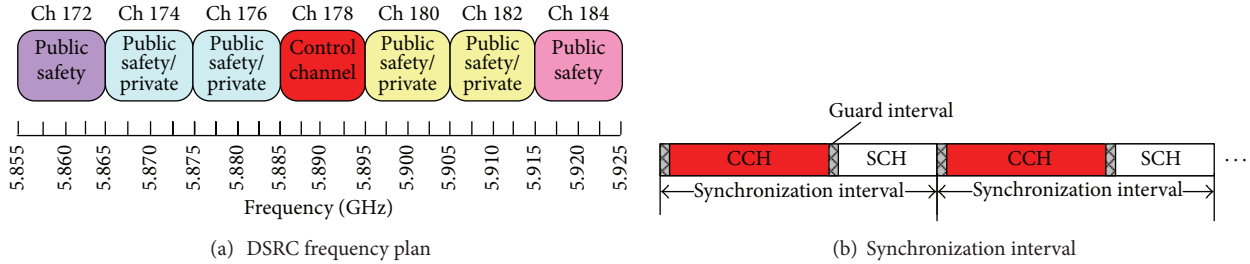 Ch 172 Ch 174 Ch 176 Ch 178 Ch 180 Ch 182 Ch 184
Public safety
Public safety/ private
Public safety/ private
Control channel
Public safety/ private
Public safety/ private
Public safety
5.855 5.860 5.865 5.870 5.875 5.880 5.885 5.890 5.895 5.900 5.905 5.910 5.915 5.920 5.925
Frequency (GHz)
(a) DSRC frequency plan
Guard interval
CCH SCH CCH SCH ...
Synchronization interval Synchronization interval
(b) Synchronization interval